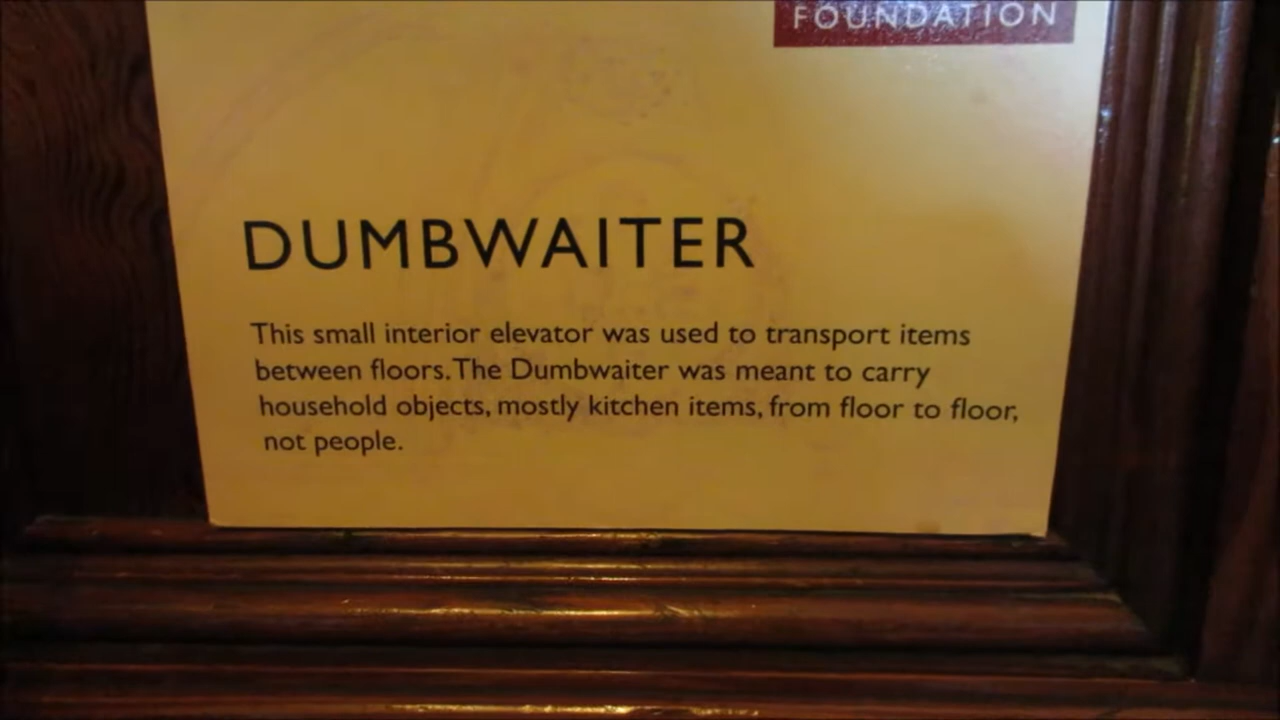 FOUNDATION
DUMBWAITER
This small interior elevator was used to transport items
between floors. The Dumbwaiter was meant to carry
household objects, mostly kitchen items, from floor to floor,
not people.